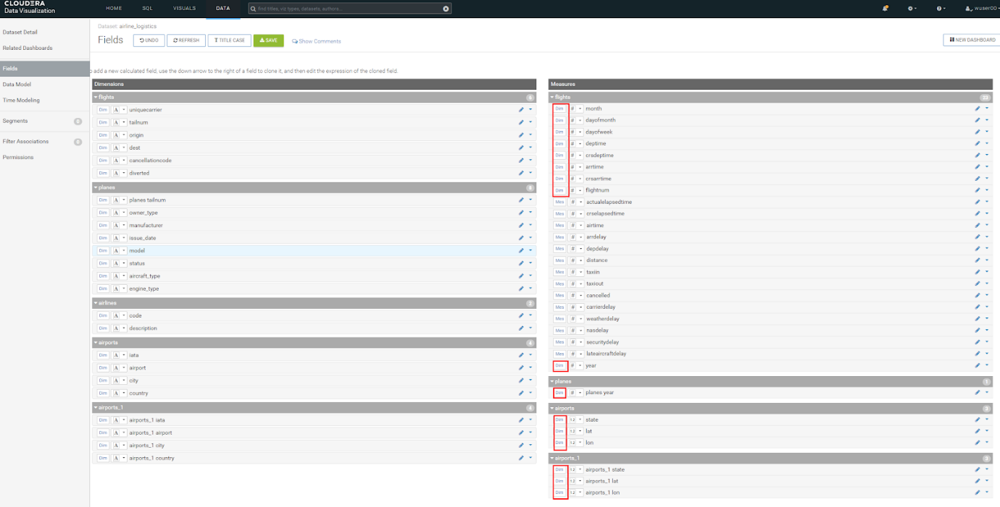 CLOUDERA
Data Visualization
HOME SQL VISUALS DATA find titles, viz types, datasets, authors... wuser00
Dataset Detail
Related Dashboards
Fields
Data Model
Time Modeling
Segments 0
Filter Associations 0
Permissions
Dataset: airline_logistics
Fields UNDO REFRESH T TITLE CASE SAVE Show Comments NEW DASHBOARD
o add a new calculated field, use the down arrow to the right of a field to clone it, and then edit the expression of the cloned field.
Dimensions
flights 6
Dim A uniquecarrier
Dim A tailnum
Dim A origin
Dim A dest
Dim A cancellationcode
Dim A diverted
planes 8
Dim A planes tailnum
Dim A owner_type
Dim A manufacturer
Dim A issue_date
Dim A model
Dim A status
Dim A aircraft_type
Dim A engine_type
airlines 2
Dim A code
Dim A description
airports 4
Dim A iata
Dim A airport
Dim A city
Dim A country
airports_1 4
Dim A airports_1 iata
Dim A airports_1 airport
Dim A airports_1 city
Dim A airports_1 country
Measures
flights 23
Dim # month
Dim # dayofmonth
Dim # dayofweek
Dim # deptime
Dim # crsdeptime
Dim # arrtime
Dim # crsarrtime
Dim # flightnum
Mes # actualelapsedtime
Mes # crselapsedtime
Mes # airtime
Mes # arrdelay
Mes # depdelay
Mes # distance
Mes # taxiin
Mes # taxiout
Mes # cancelled
Mes # carrierdelay
Mes # weatherdelay
Mes # nasdelay
Mes # securitydelay
Mes # lateaircraftdelay
Dim # year
planes 1
Dim # planes year
airports 3
Dim 1.2 state
Dim 1.2 lat
Dim 1.2 lon
airports_1 3
Dim 1.2 airports_1 state
Dim 1.2 airports_1 lat
Dim 1.2 airports_1 lon